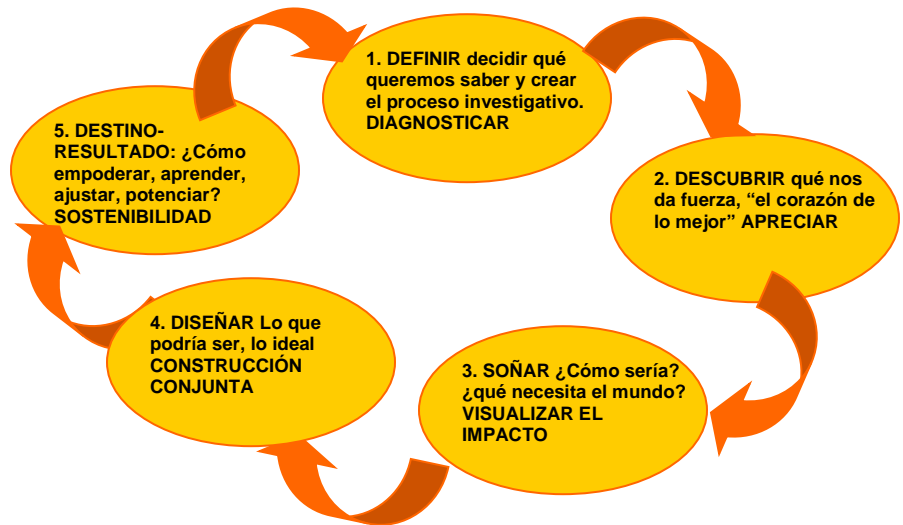 1. DEFINIR decidir qué
queremos saber y crear
el proceso investigativo.
DIAGNOSTICAR
2. DESCUBRIR qué nos
da fuerza, “el corazón de
lo mejor” APRECIAR
3. SOÑAR ¿Cómo sería?
¿qué necesita el mundo?
VISUALIZAR EL
IMPACTO
4. DISEÑAR Lo que
podría ser, lo ideal
CONSTRUCCIÓN
CONJUNTA
5. DESTINO-
RESULTADO: ¿Cómo
empoderar, aprender,
ajustar, potenciar?
SOSTENIBILIDAD